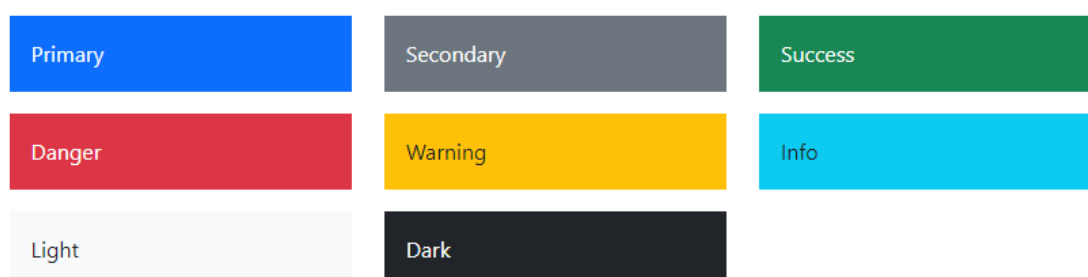 Primary
Secondary
Success
Danger
Warning
Info
Light
Dark